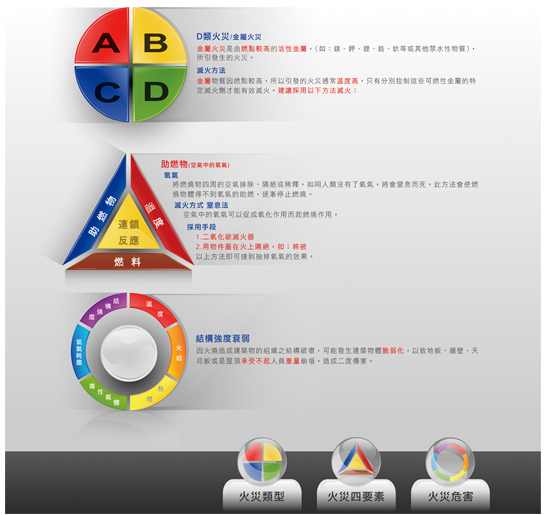 A B
C D
D類火災/金屬火災
金屬火災是由燃點較高的活性金屬，(如：鎂、鉀、鋰、鋯、鈦等或其他禁水性物質)，
所引發的火災。
滅火方法
金屬物質因燃點較高，所以引發的火災通常溫度高，只有分別控制這些可燃性金屬的特
定滅火劑才能有效滅火。建議採用以下方法滅火：
助燃物
溫度
連鎖
反應
燃料
助燃物(空氣中的氧氣)
氧氣
將燃燒物四周的空氣排除、隔絕或稀釋，如同人類沒有了氧氣，將會窒息而死。此方法會使燃
燒物體得不到氧氣的助燃，逐漸停止燃燒。
滅火方式 窒息法
空氣中的氧氣可以促成氧化作用而起燃燒作用。
採用手段
1.二氧化碳滅火器
2.用物件蓋在火上隔絕，如：棉被
以上方法即可達到抽掉氧氣的效果。
結構強度
溫度
火焰
氧氣耗盡
毒性氣體
結構強度衰弱
因火燒造成建築物的組織之結構破壞，可能發生建築物體脆弱化，以致地板、牆壁、天
花板或是屋頂承受不起人員重量崩塌，造成二度傷害。
火災類型
火災四要素
火災危害